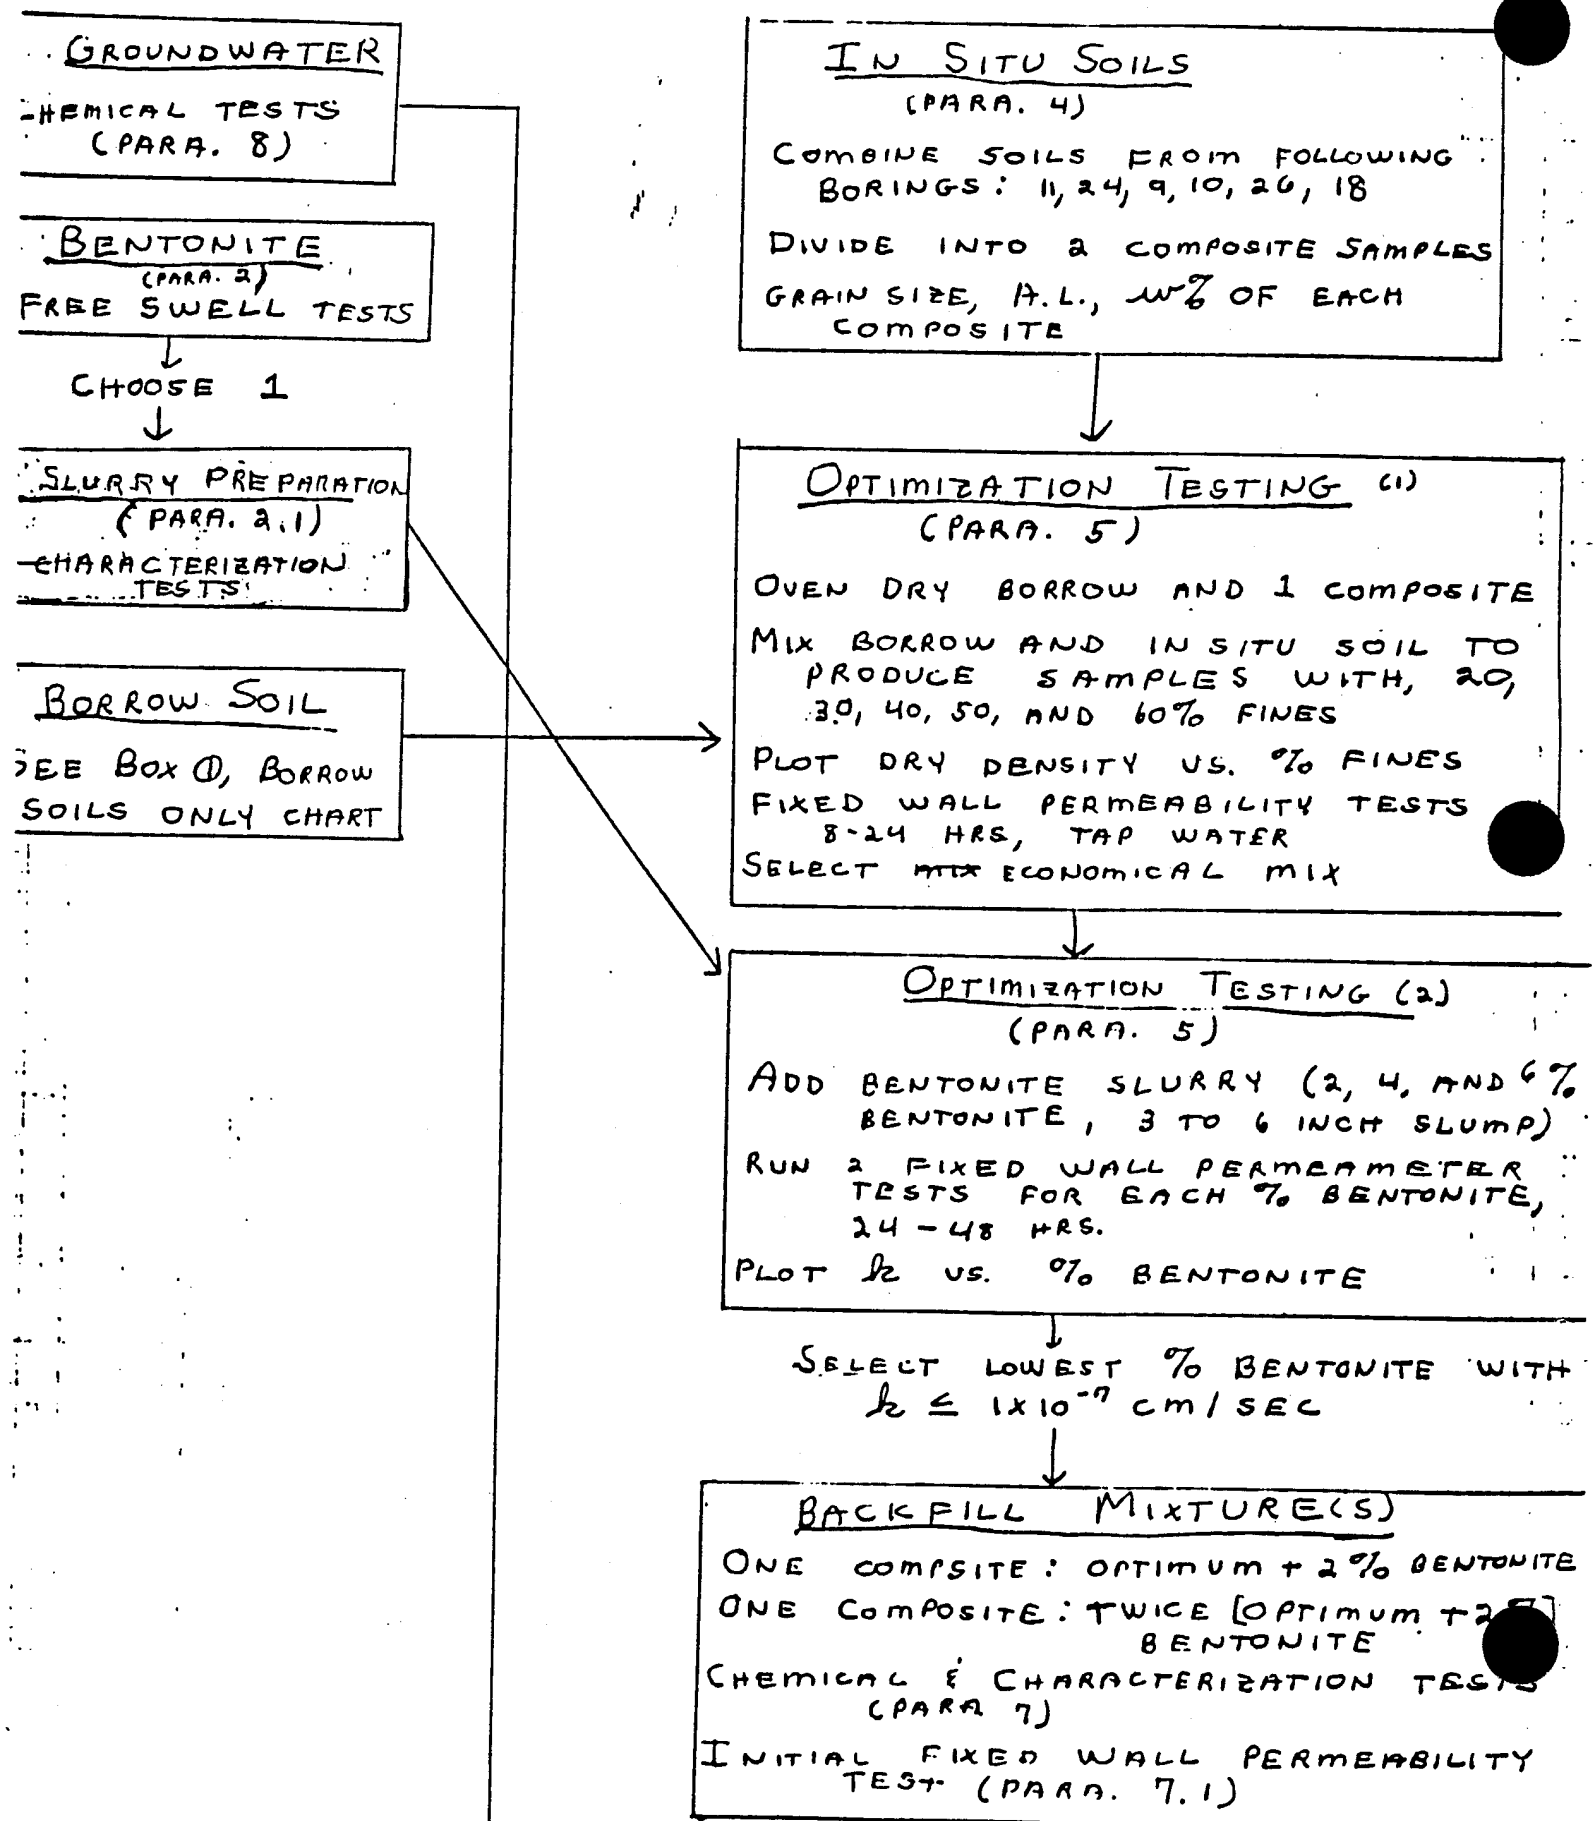 GROUNDWATER
HEMICAL TESTS
(PARA. 8)
BENTONITE
(PARA. 2)
FREE SWELL TESTS
CHOOSE 1
SLURRY PREPARATION
(PARA. 2.1)
CHARACTERIZATION
TESTS
BORROW SOIL
SEE BOX ①, BORROW
SOILS ONLY CHART
IN SITU SOILS
(PARA. 4)
COMBINE SOILS FROM FOLLOWING
BORINGS: 11, 24, 9, 10, 26, 18
DIVIDE INTO 2 COMPOSITE SAMPLES
GRAIN SIZE, A.L., w% OF EACH
COMPOSITE
OPTIMIZATION TESTING (1)
(PARA. 5)
OVEN DRY BORROW AND 1 COMPOSITE
MIX BORROW AND IN SITU SOIL TO
PRODUCE SAMPLES WITH, 20,
30, 40, 50, AND 60% FINES
PLOT DRY DENSITY VS. % FINES
FIXED WALL PERMEABILITY TESTS
8-24 HRS, TAP WATER
SELECT ECONOMICAL MIX
OPTIMIZATION TESTING (2)
(PARA. 5)
ADD BENTONITE SLURRY (2, 4, AND 6%
BENTONITE, 3 TO 6 INCH SLUMP)
RUN 2 FIXED WALL PERMEAMETER
TESTS FOR EACH % BENTONITE,
24-48 HRS.
PLOT k VS. % BENTONITE
SELECT LOWEST % BENTONITE WITH
k ≤ 1x10⁻⁷ cm/SEC
BACKFILL MIXTURE(S)
ONE COMPSITE: OPTIMUM + 2% BENTONITE
ONE COMPOSITE: TWICE [OPTIMUM + 2%]
BENTONITE
CHEMICAL & CHARACTERIZATION TESTS
(PARA 7)
INITIAL FIXED WALL PERMEABILITY
TEST (PARA. 7.1)